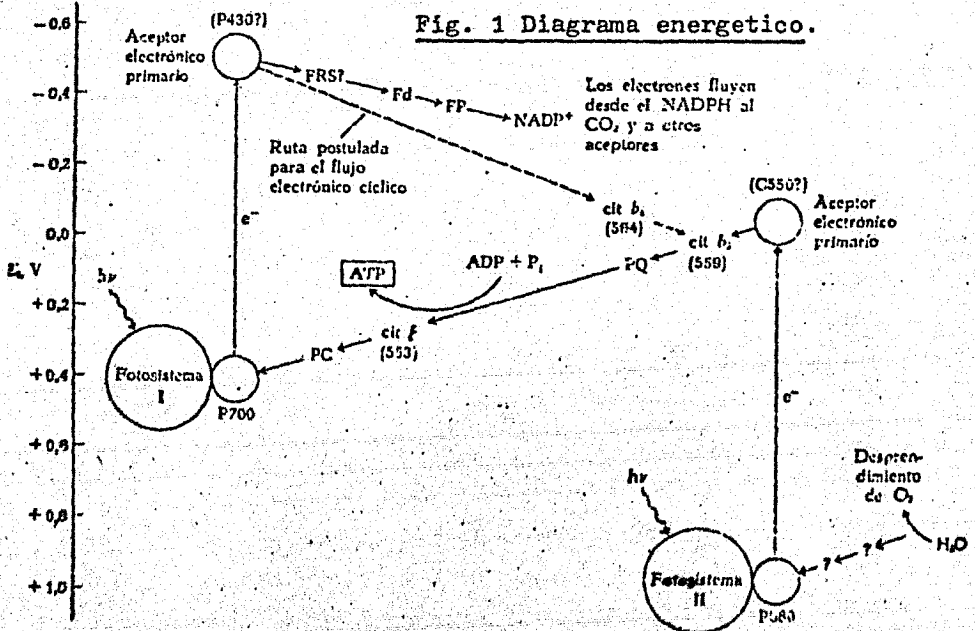 Fig. 1 Diagrama energetico.
-0,6
-0,4
-0,2
0,0
+0,2
+0,4
+0,6
+0,8
+1,0
V
(P430?)
Aceptor
electrónico
primario
FRS?
Fd
FP
NADP+
Los electrones fluyen
desde el NADPH al
CO₂ y a otros
aceptores
Ruta postulada
para el flujo
electrónico cíclico
e-
cit b₆
(564)
cit b₃
(559)
(C550?)
Aceptor
electrónico
primario
PQ
ADP + Pi
ATP
cit f
(553)
PC
hν
Fotosistema
I
P700
e-
hν
Fotosistema
II
P680
Despren-
dimiento
de O₂
H₂O
?
?